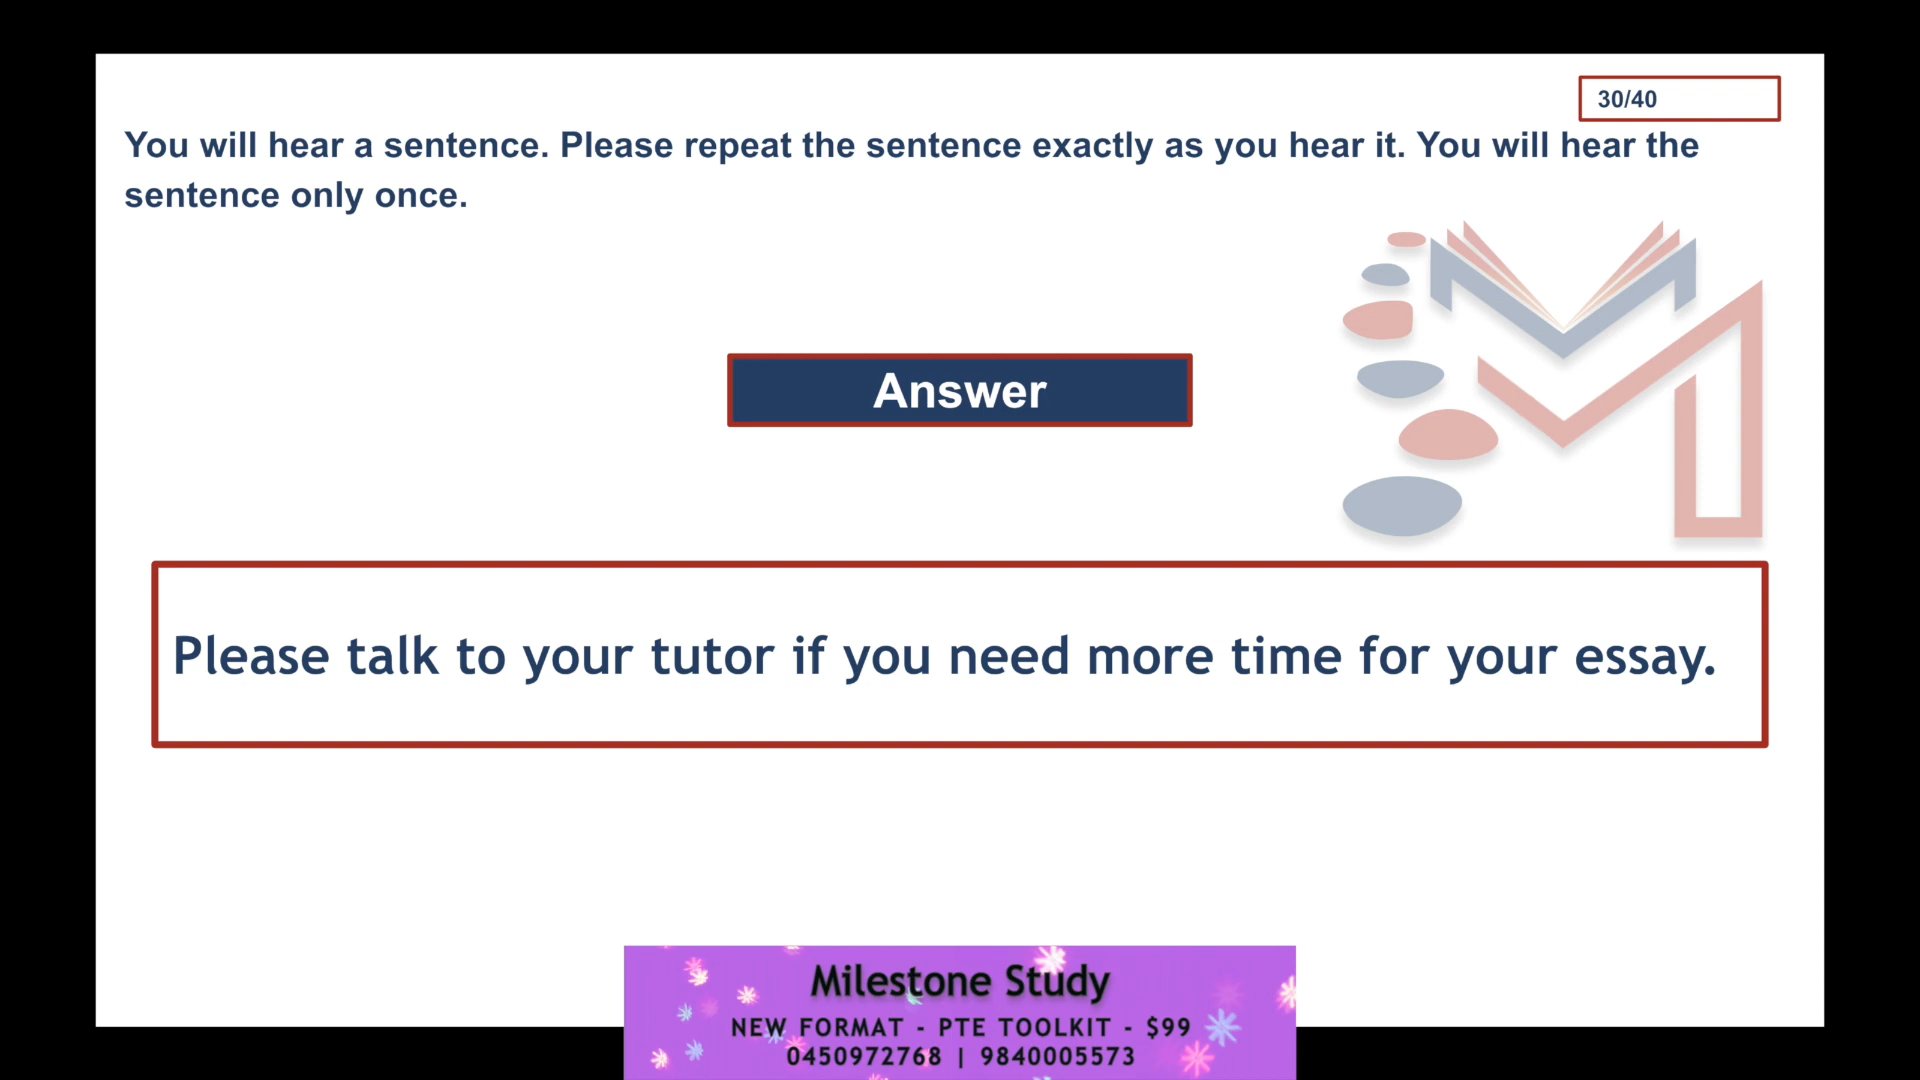 30/40
You will hear a sentence. Please repeat the sentence exactly as you hear it. You will hear the
sentence only once.
Answer
Please talk to your tutor if you need more time for your essay.
Milestone Study
NEW FORMAT - PTE TOOLKIT - $99
0450972768 | 9840005573